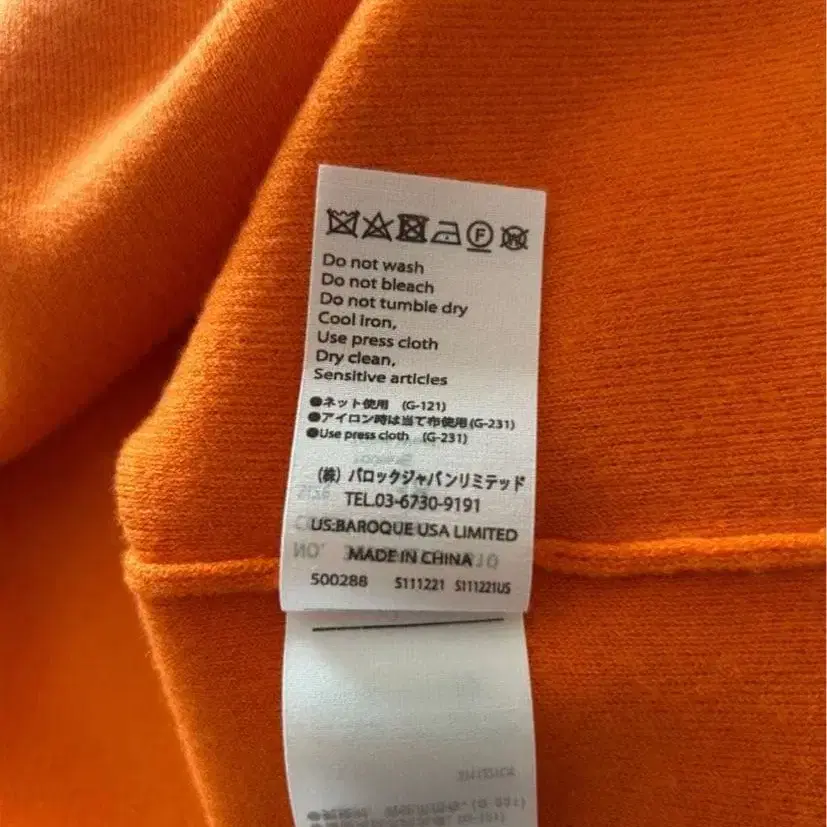 F W
Do not wash
Do not bleach
Do not tumble dry
Cool iron,
Use press cloth
Dry clean,
Sensitive articles
●ネット使用 (G-121)
●アイロン時は当て布使用(G-231)
●Use press cloth (G-231)
(株) バロックジャパンリミテッド
TEL.03-6730-9191
US:BAROQUE USA LIMITED
MADE IN CHINA
500288 S111221 S111221US